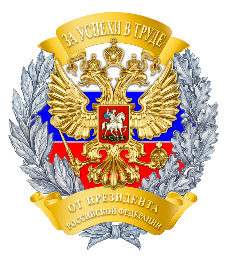 ЗА УСПЕХИ В ТРУДЕ
ОТ ПРЕЗИДЕНТА
РОССИЙСКОЙ ФЕДЕРАЦИИ